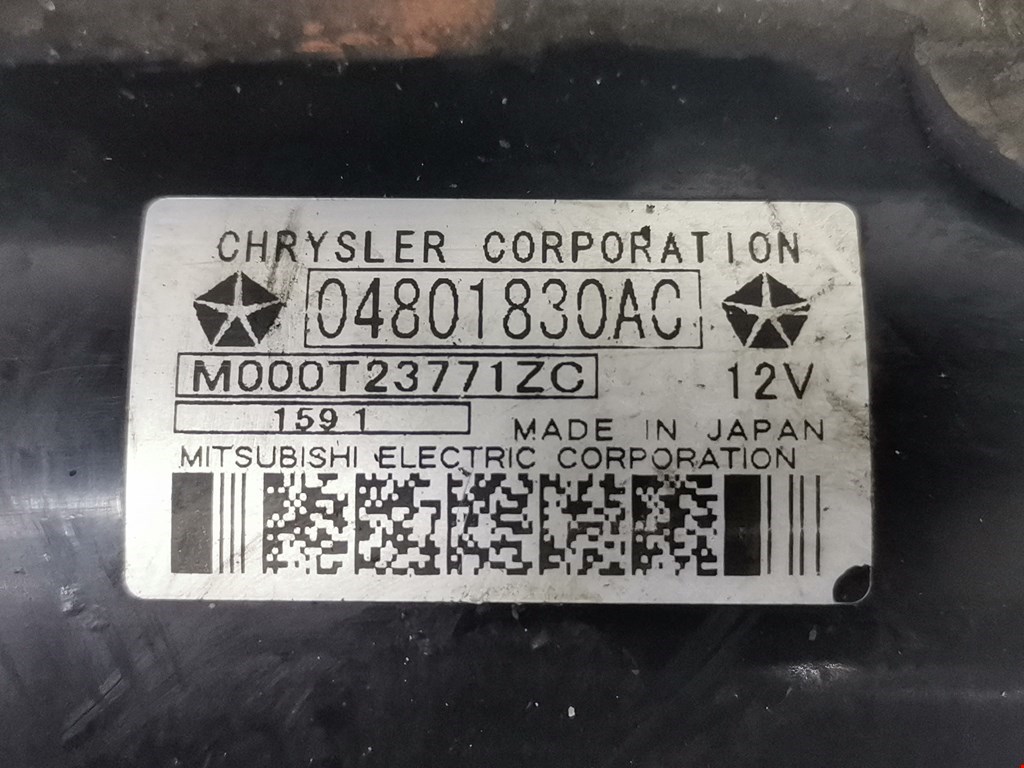 CHRYSLER CORPORATION
04801830AC
M000T23771ZC
12V
1591
MADE IN JAPAN
MITSUBISHI ELECTRIC CORPORATION